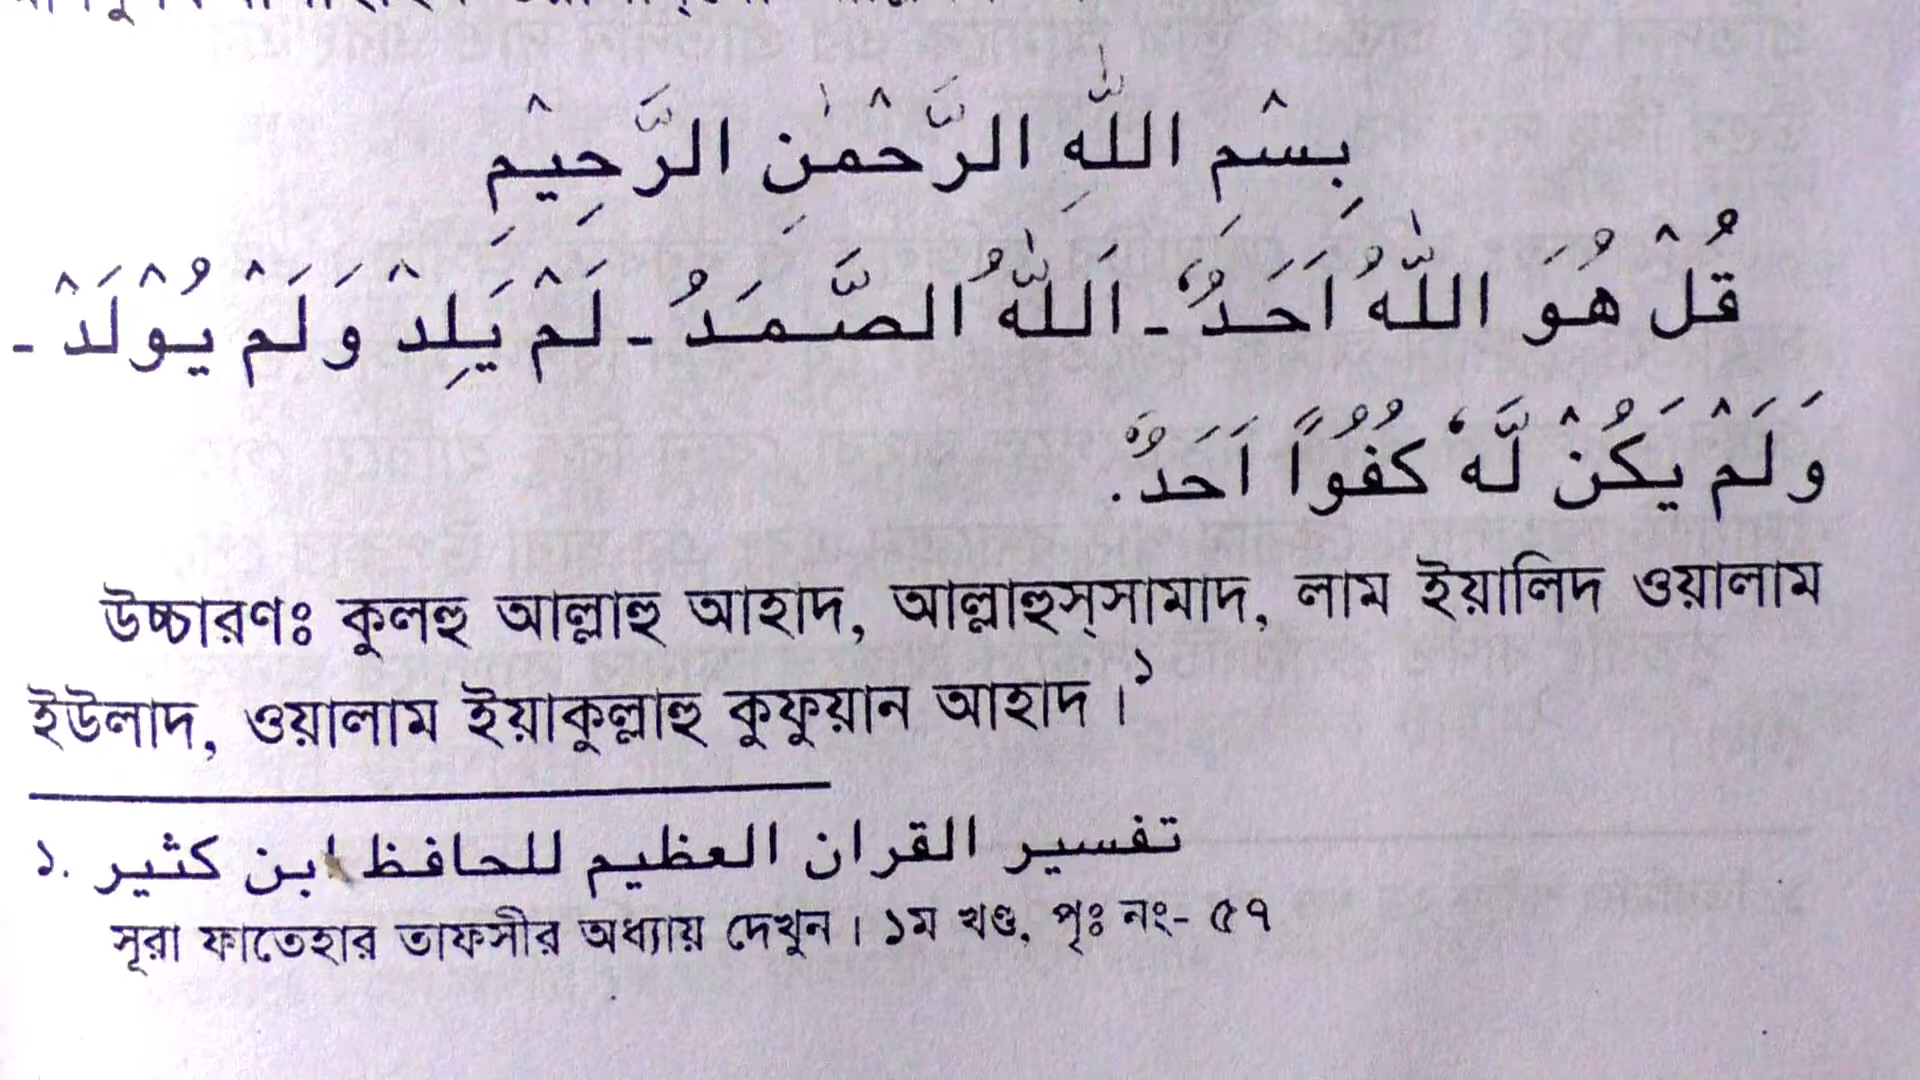 بِسْمِ اللّٰهِ الرَّحْمٰنِ الرَّحِيْمِ
قُلْ هُوَ اللّٰهُ اَحَدٌ - اَللّٰهُ الصَّمَدُ - لَمْ يَلِدْ وَلَمْ يُوْلَدْ -
وَلَمْ يَكُنْ لَّهٗ كُفُوًا اَحَدٌ.
উচ্চারণঃ কুলহু আল্লাহু আহাদ, আল্লাহুস্সামাদ, লাম ইয়ালিদ ওয়ালাম
ইউলাদ, ওয়ালাম ইয়াকুল্লাহু কুফুয়ান আহাদ।১
১. تفسير القران العظيم للحافظ ابن كثير
সূরা ফাতেহার তাফসীর অধ্যায় দেখুন। ১ম খণ্ড, পৃঃ নং- ৫৭